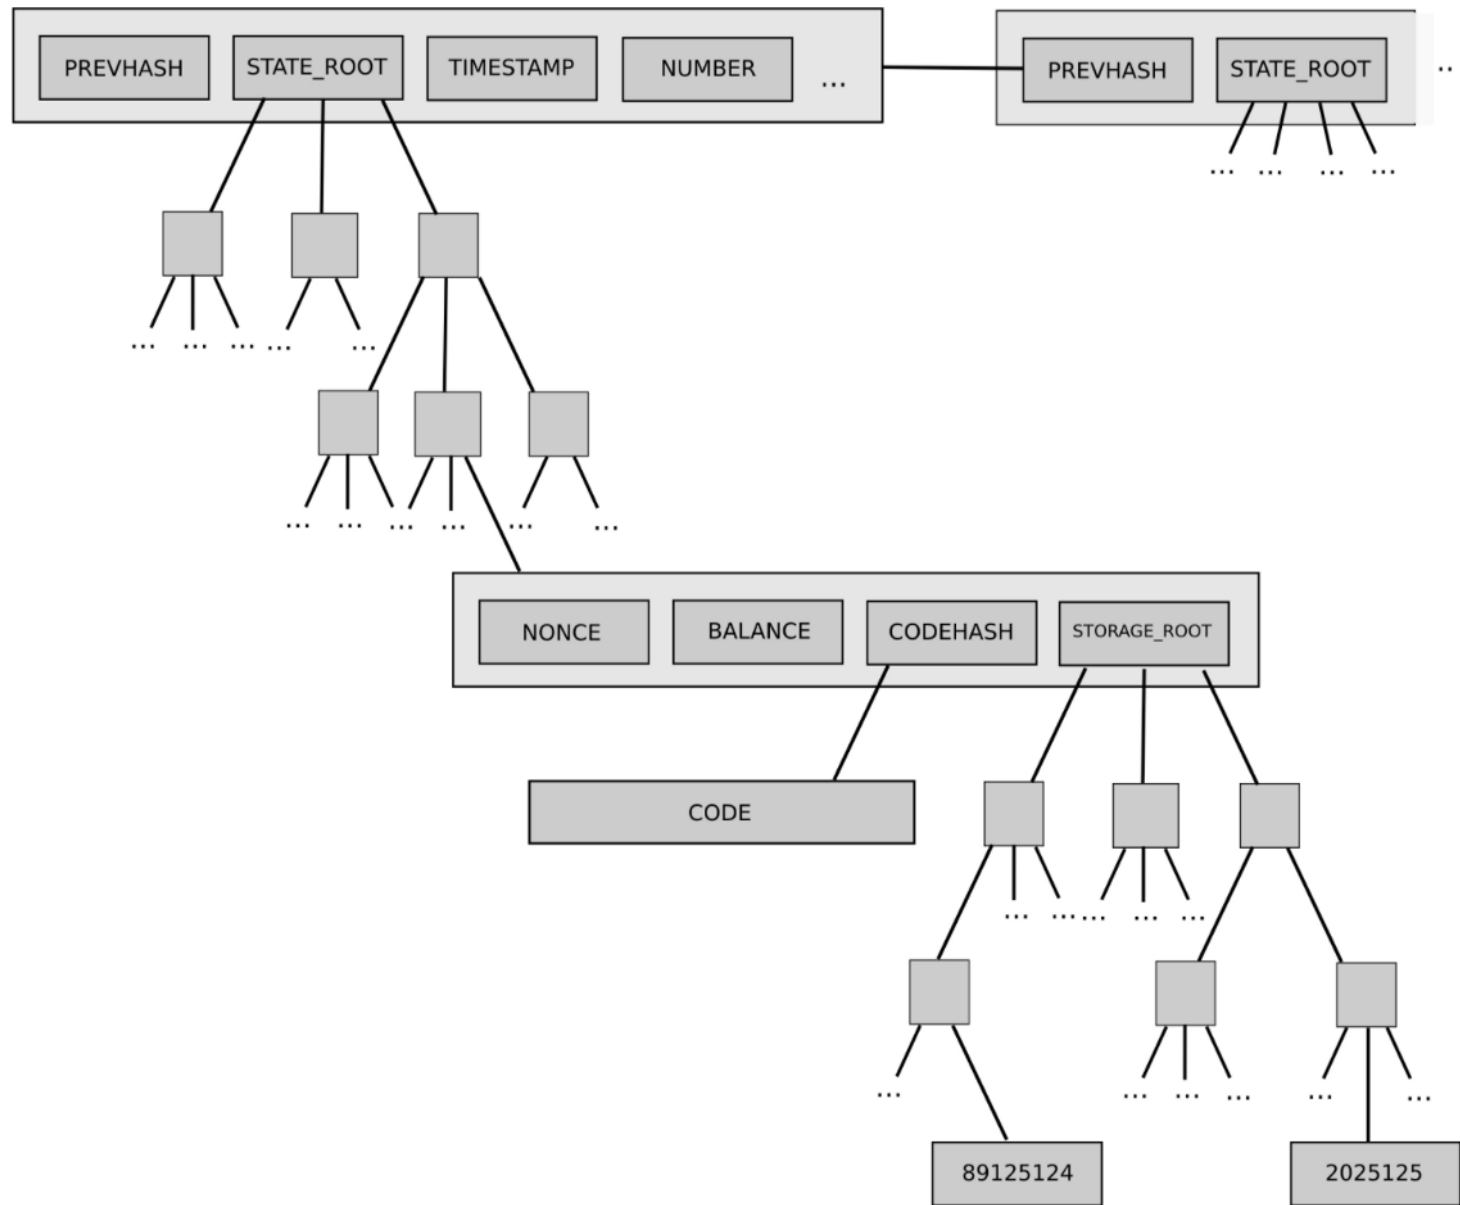 PREVHASH STATE_ROOT TIMESTAMP NUMBER ... PREVHASH STATE_ROOT ..
... ... ... ...
... ... ... ... ...
... ... ... ... ... ...
NONCE BALANCE CODEHASH STORAGE_ROOT
CODE
... ... ... ... ...
... ... ... ... ... ...
89125124 2025125